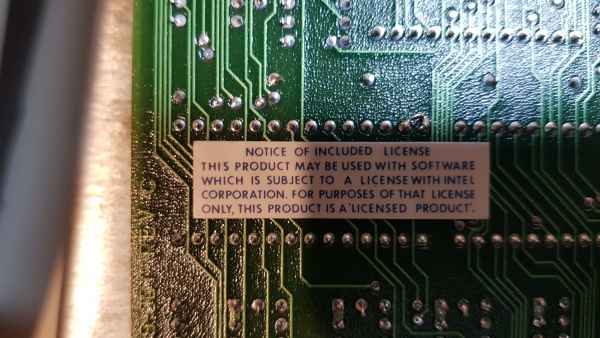 NOTICE OF INCLUDED LICENSE
THIS PRODUCT MAY BE USED WITH SOFTWARE
WHICH IS SUBJECT TO A LICENSE WITH INTEL
CORPORATION. FOR PURPOSES OF THAT LICENSE
ONLY, THIS PRODUCT IS A 'LICENSED PRODUCT'.